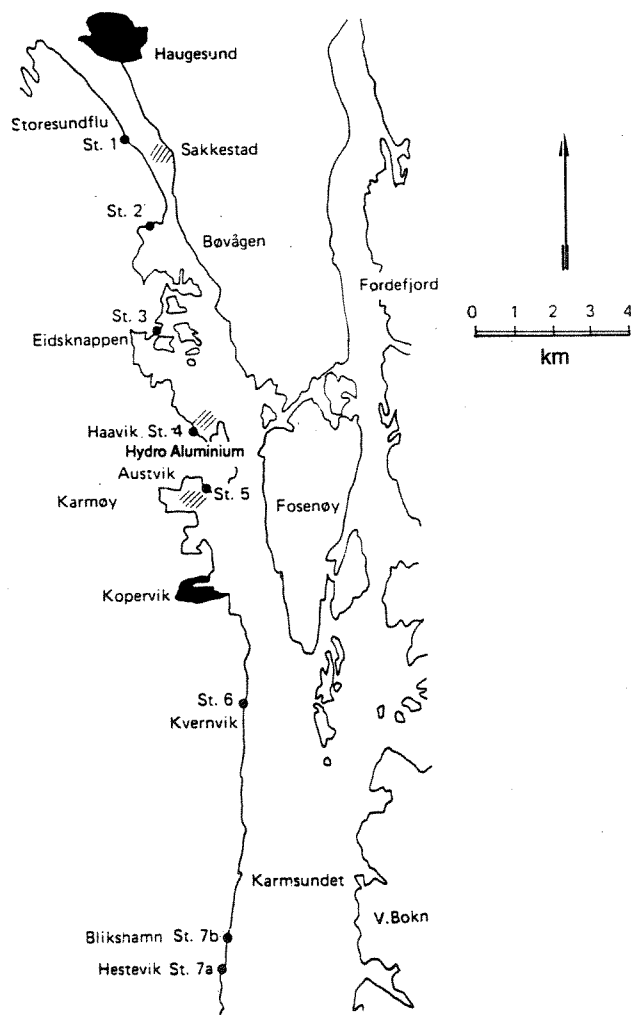 Haugesund
Storesundflu
St. 1
Sakkestad
St. 2
Bøvågen
Førdefjord
St. 3
Eidsknappen
0 1 2 3 4
km
Haavik St. 4
Hydro Aluminium
Austvik
St. 5
Karmøy
Fosenøy
Kopervik
St. 6
Kvernvik
Karmsundet
V.Bokn
Blikshamn St. 7b
Hestevik St. 7a